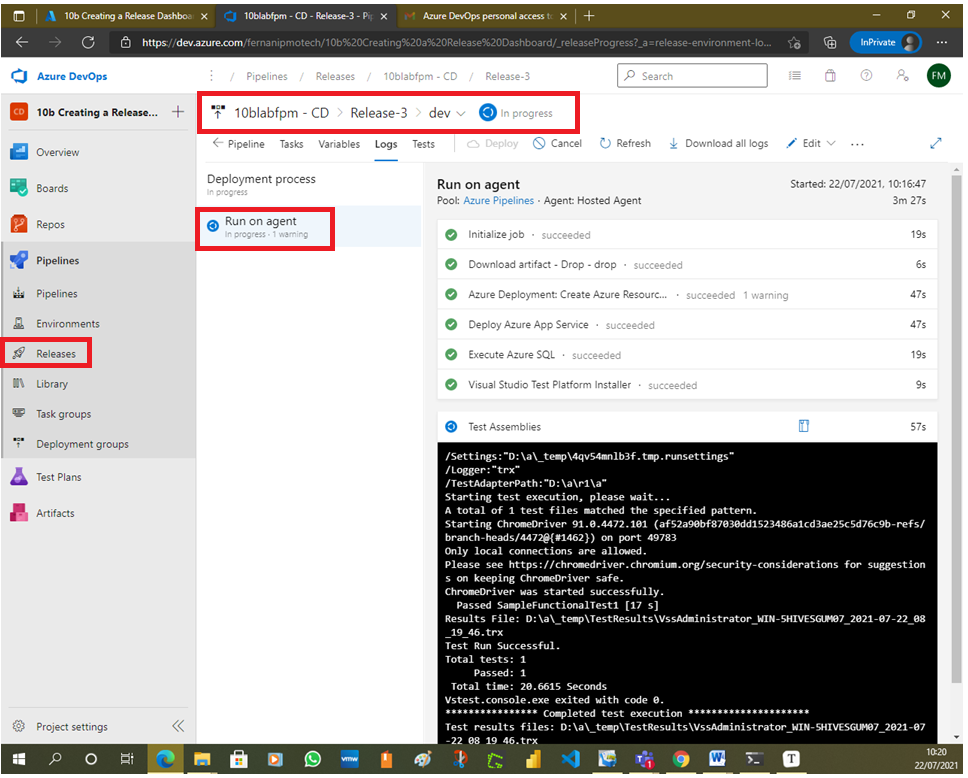 10b Creating a Release Dashboa
10blabfpm - CD - Release-3 - Pip
Azure DevOps personal access to
https://dev.azure.com/fernanipmotech/10b%20Creating%20a%20Release%20Dashboard/_releaseProgress?_a=release-environment-lo...
InPrivate
Azure DevOps
/ Pipelines / Releases / 10blabfpm - CD / Release-3
Search
FM
CD 10b Creating a Release...
10blabfpm - CD > Release-3 > dev In progress
Pipeline Tasks Variables Logs Tests Deploy Cancel Refresh Download all logs Edit ...
Overview
Boards
Repos
Pipelines
Pipelines
Environments
Releases
Library
Task groups
Deployment groups
Test Plans
Artifacts
Project settings
Deployment process
In progress
Run on agent
In progress · 1 warning
Run on agent
Started: 22/07/2021, 10:16:47
Pool: Azure Pipelines · Agent: Hosted Agent
3m 27s
Initialize job · succeeded 19s
Download artifact - Drop - drop · succeeded 6s
Azure Deployment: Create Azure Resourc... · succeeded 1 warning 47s
Deploy Azure App Service · succeeded 47s
Execute Azure SQL · succeeded 19s
Visual Studio Test Platform Installer · succeeded 9s
Test Assemblies 57s
/Settings:"D:\a\_temp\4qv54mnlb3f.tmp.runsettings"
/Logger:"trx"
/TestAdapterPath:"D:\a\r1\a"
Starting test execution, please wait...
A total of 1 test files matched the specified pattern.
Starting ChromeDriver 91.0.4472.101 (af52a90bf87030dd1523486a1cd3ae25c5d76c9b-refs/
branch-heads/4472@{#1462}) on port 49783
Only local connections are allowed.
Please see https://chromedriver.chromium.org/security-considerations for suggestion
s on keeping ChromeDriver safe.
ChromeDriver was started successfully.
Passed SampleFunctionalTest1 [17 s]
Results File: D:\a\_temp\TestResults\VssAdministrator_WIN-5HIVESGUM07_2021-07-22_08
_19_46.trx
Test Run Successful.
Total tests: 1
Passed: 1
Total time: 20.6615 Seconds
Vstest.console.exe exited with code 0.
**************** Completed test execution *********************
Test results files: D:\a\_temp\TestResults\VssAdministrator_WIN-5HIVESGUM07_2021-07
-22_08_19_46.trx
vmw
10:20
22/07/2021